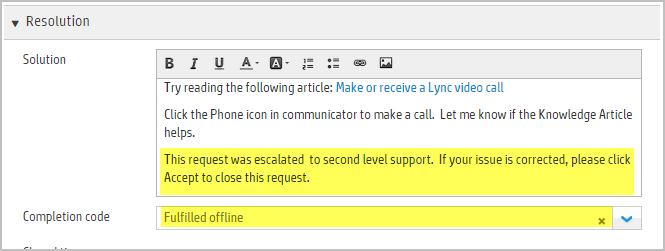 Resolution
Solution
B I U A A
Try reading the following article: Make or receive a Lync video call
Click the Phone icon in communicator to make a call. Let me know if the Knowledge Article
helps.
This request was escalated to second level support. If your issue is corrected, please click
Accept to close this request.
Completion code
Fulfilled offline